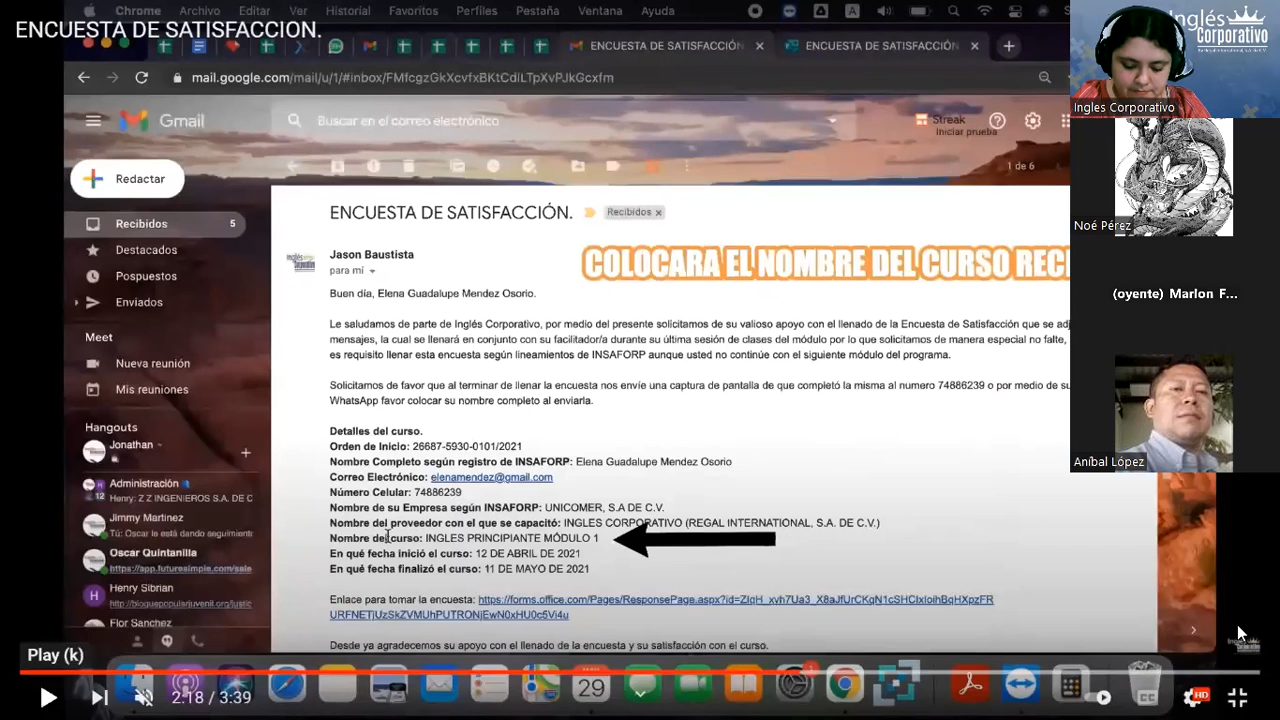 ENCUESTA DE SATISFACCION.
Chrome Archivo Editar Ver Historial Favoritos Perfiles Pestaña Ventana Ayuda
ENCUESTA DE SATISFACCIÓN
ENCUESTA DE SATISFACCIÓN
mail.google.com/mail/u/1/#inbox/FMfcgzGkXcvfxBKtCdlLTpXvPJkGcxfm
Gmail
Buscar en el correo electrónico
Streak
Iniciar prueba
Redactar
1 de 6
Recibidos 5
Destacados
Pospuestos
Enviados
Meet
Nueva reunión
Mis reuniones
Hangouts
Jonathan
Administración
12 Henry: Z Z INGENIEROS S.A. DE C
Jimmy Martinez
Tú: Oscar la está dando seguimiento
Oscar Quintanilla
https://app.futuresimple.com/sale
Henry Sibrian
http://bloquepopularjuvenil.org/justic
Flor Sanchez
ENCUESTA DE SATISFACCIÓN. Recibidos x
Jason Baustista
para mí
COLOCARA EL NOMBRE DEL CURSO RECI
Buen día, Elena Guadalupe Mendez Osorio.
Le saludamos de parte de Inglés Corporativo, por medio del presente solicitamos de su valioso apoyo con el llenado de la Encuesta de Satisfacción que se adj
mensajes, la cual se llenará en conjunto con su facilitador/a durante su última sesión de clases del módulo por lo que solicitamos de manera especial no falte,
es requisito llenar esta encuesta según lineamientos de INSAFORP aunque usted no continúe con el siguiente módulo del programa.
Solicitamos de favor que al terminar de llenar la encuesta nos envíe una captura de pantalla de que completó la misma al numero 74886239 o por medio de su
WhatsApp favor colocar su nombre completo al enviarla.
Detalles del curso.
Orden de Inicio: 26687-5930-0101/2021
Nombre Completo según registro de INSAFORP: Elena Guadalupe Mendez Osorio
Correo Electrónico: elenamendez@gmail.com
Número Celular: 74886239
Nombre de su Empresa según INSAFORP: UNICOMER, S.A DE C.V.
Nombre del proveedor con el que se capacitó: INGLES CORPORATIVO (REGAL INTERNATIONAL, S.A. DE C.V.)
Nombre del curso: INGLES PRINCIPIANTE MÓDULO 1
En qué fecha inició el curso: 12 DE ABRIL DE 2021
En qué fecha finalizó el curso: 11 DE MAYO DE 2021
Enlace para tomar la encuesta:
Desde ya agradecemos su apoyo con el llenado de la encuesta y su satisfacción con el curso.
Inglés
Corporativo
Ingles Corporativo
Noé Pérez
(oyente) Marlon F...
Aníbal López
Play (k)
29
2:18 / 3:39
HD